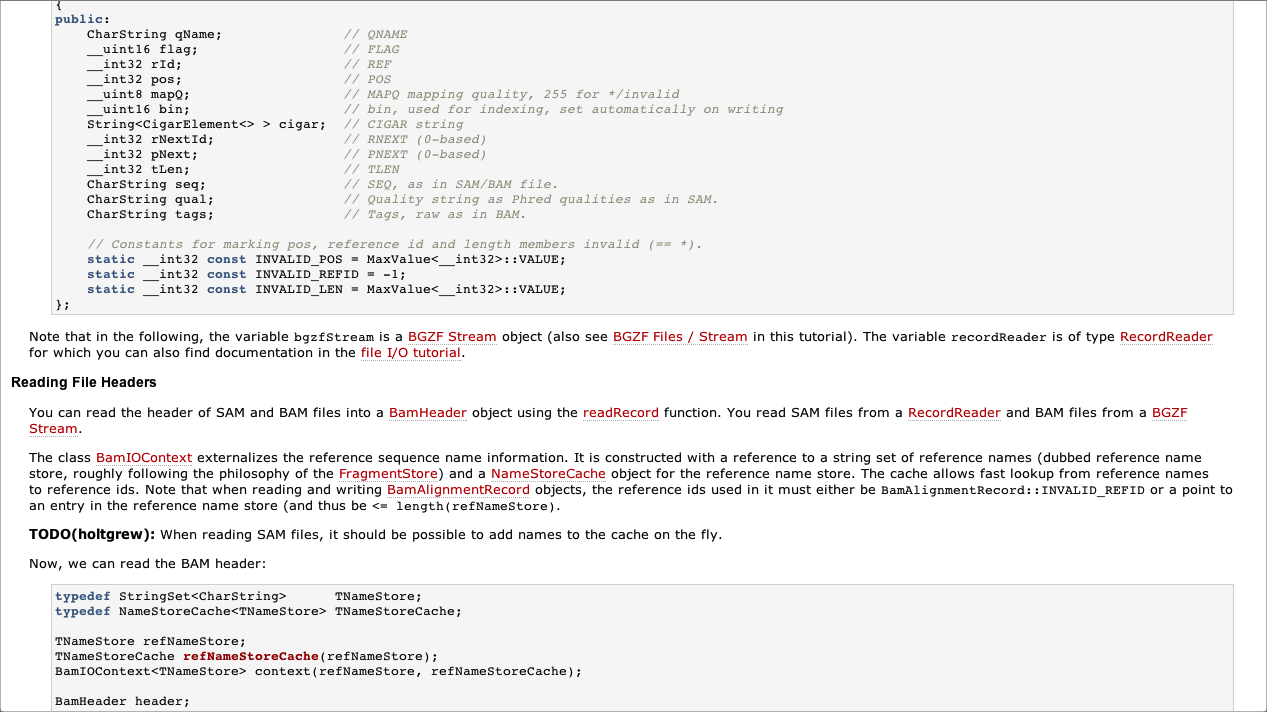 {
public:
    CharString qName;               // QNAME
    __uint16 flag;                  // FLAG
    __int32 rId;                    // REF
    __int32 pos;                    // POS
    __uint8 mapQ;                   // MAPQ mapping quality, 255 for */invalid
    __uint16 bin;                   // bin, used for indexing, set automatically on writing
    String<CigarElement<> > cigar;  // CIGAR string
    __int32 rNextId;                // RNEXT (0-based)
    __int32 pNext;                  // PNEXT (0-based)
    __int32 tLen;                   // TLEN
    CharString seq;                 // SEQ, as in SAM/BAM file.
    CharString qual;                // Quality string as Phred qualities as in SAM.
    CharString tags;                // Tags, raw as in BAM.
    // Constants for marking pos, reference id and length members invalid (== *).
    static __int32 const INVALID_POS = MaxValue<__int32>::VALUE;
    static __int32 const INVALID_REFID = -1;
    static __int32 const INVALID_LEN = MaxValue<__int32>::VALUE;
};
Note that in the following, the variable bgzfStream is a BGZF Stream object (also see BGZF Files / Stream in this tutorial). The variable recordReader is of type RecordReader
for which you can also find documentation in the file I/O tutorial.
Reading File Headers
You can read the header of SAM and BAM files into a BamHeader object using the readRecord function. You read SAM files from a RecordReader and BAM files from a BGZF
Stream.
The class BamIOContext externalizes the reference sequence name information. It is constructed with a reference to a string set of reference names (dubbed reference name
store, roughly following the philosophy of the FragmentStore) and a NameStoreCache object for the reference name store. The cache allows fast lookup from reference names
to reference ids. Note that when reading and writing BamAlignmentRecord objects, the reference ids used in it must either be BamAlignmentRecord::INVALID_REFID or a point to
an entry in the reference name store (and thus be <= length(refNameStore).
TODO(holtgrew): When reading SAM files, it should be possible to add names to the cache on the fly.
Now, we can read the BAM header:
typedef StringSet<CharString>      TNameStore;
typedef NameStoreCache<TNameStore> TNameStoreCache;
TNameStore refNameStore;
TNameStoreCache refNameStoreCache(refNameStore);
BamIOContext<TNameStore> context(refNameStore, refNameStoreCache);
BamHeader header;